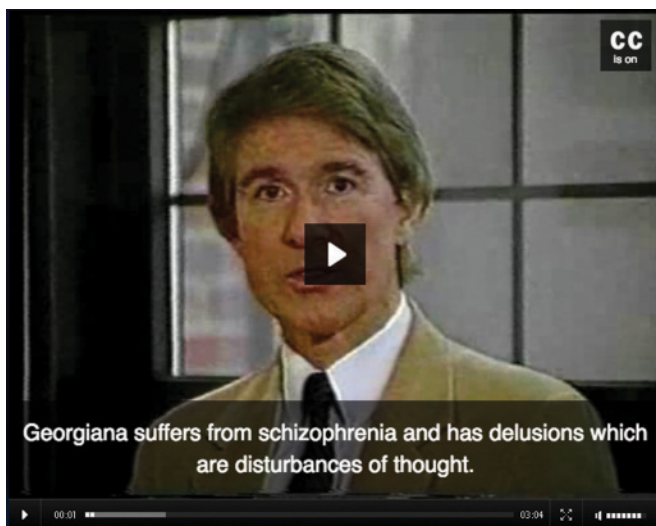 CC
is on
Georgiana suffers from schizophrenia and has delusions which
are disturbances of thought.
00:01
03:04